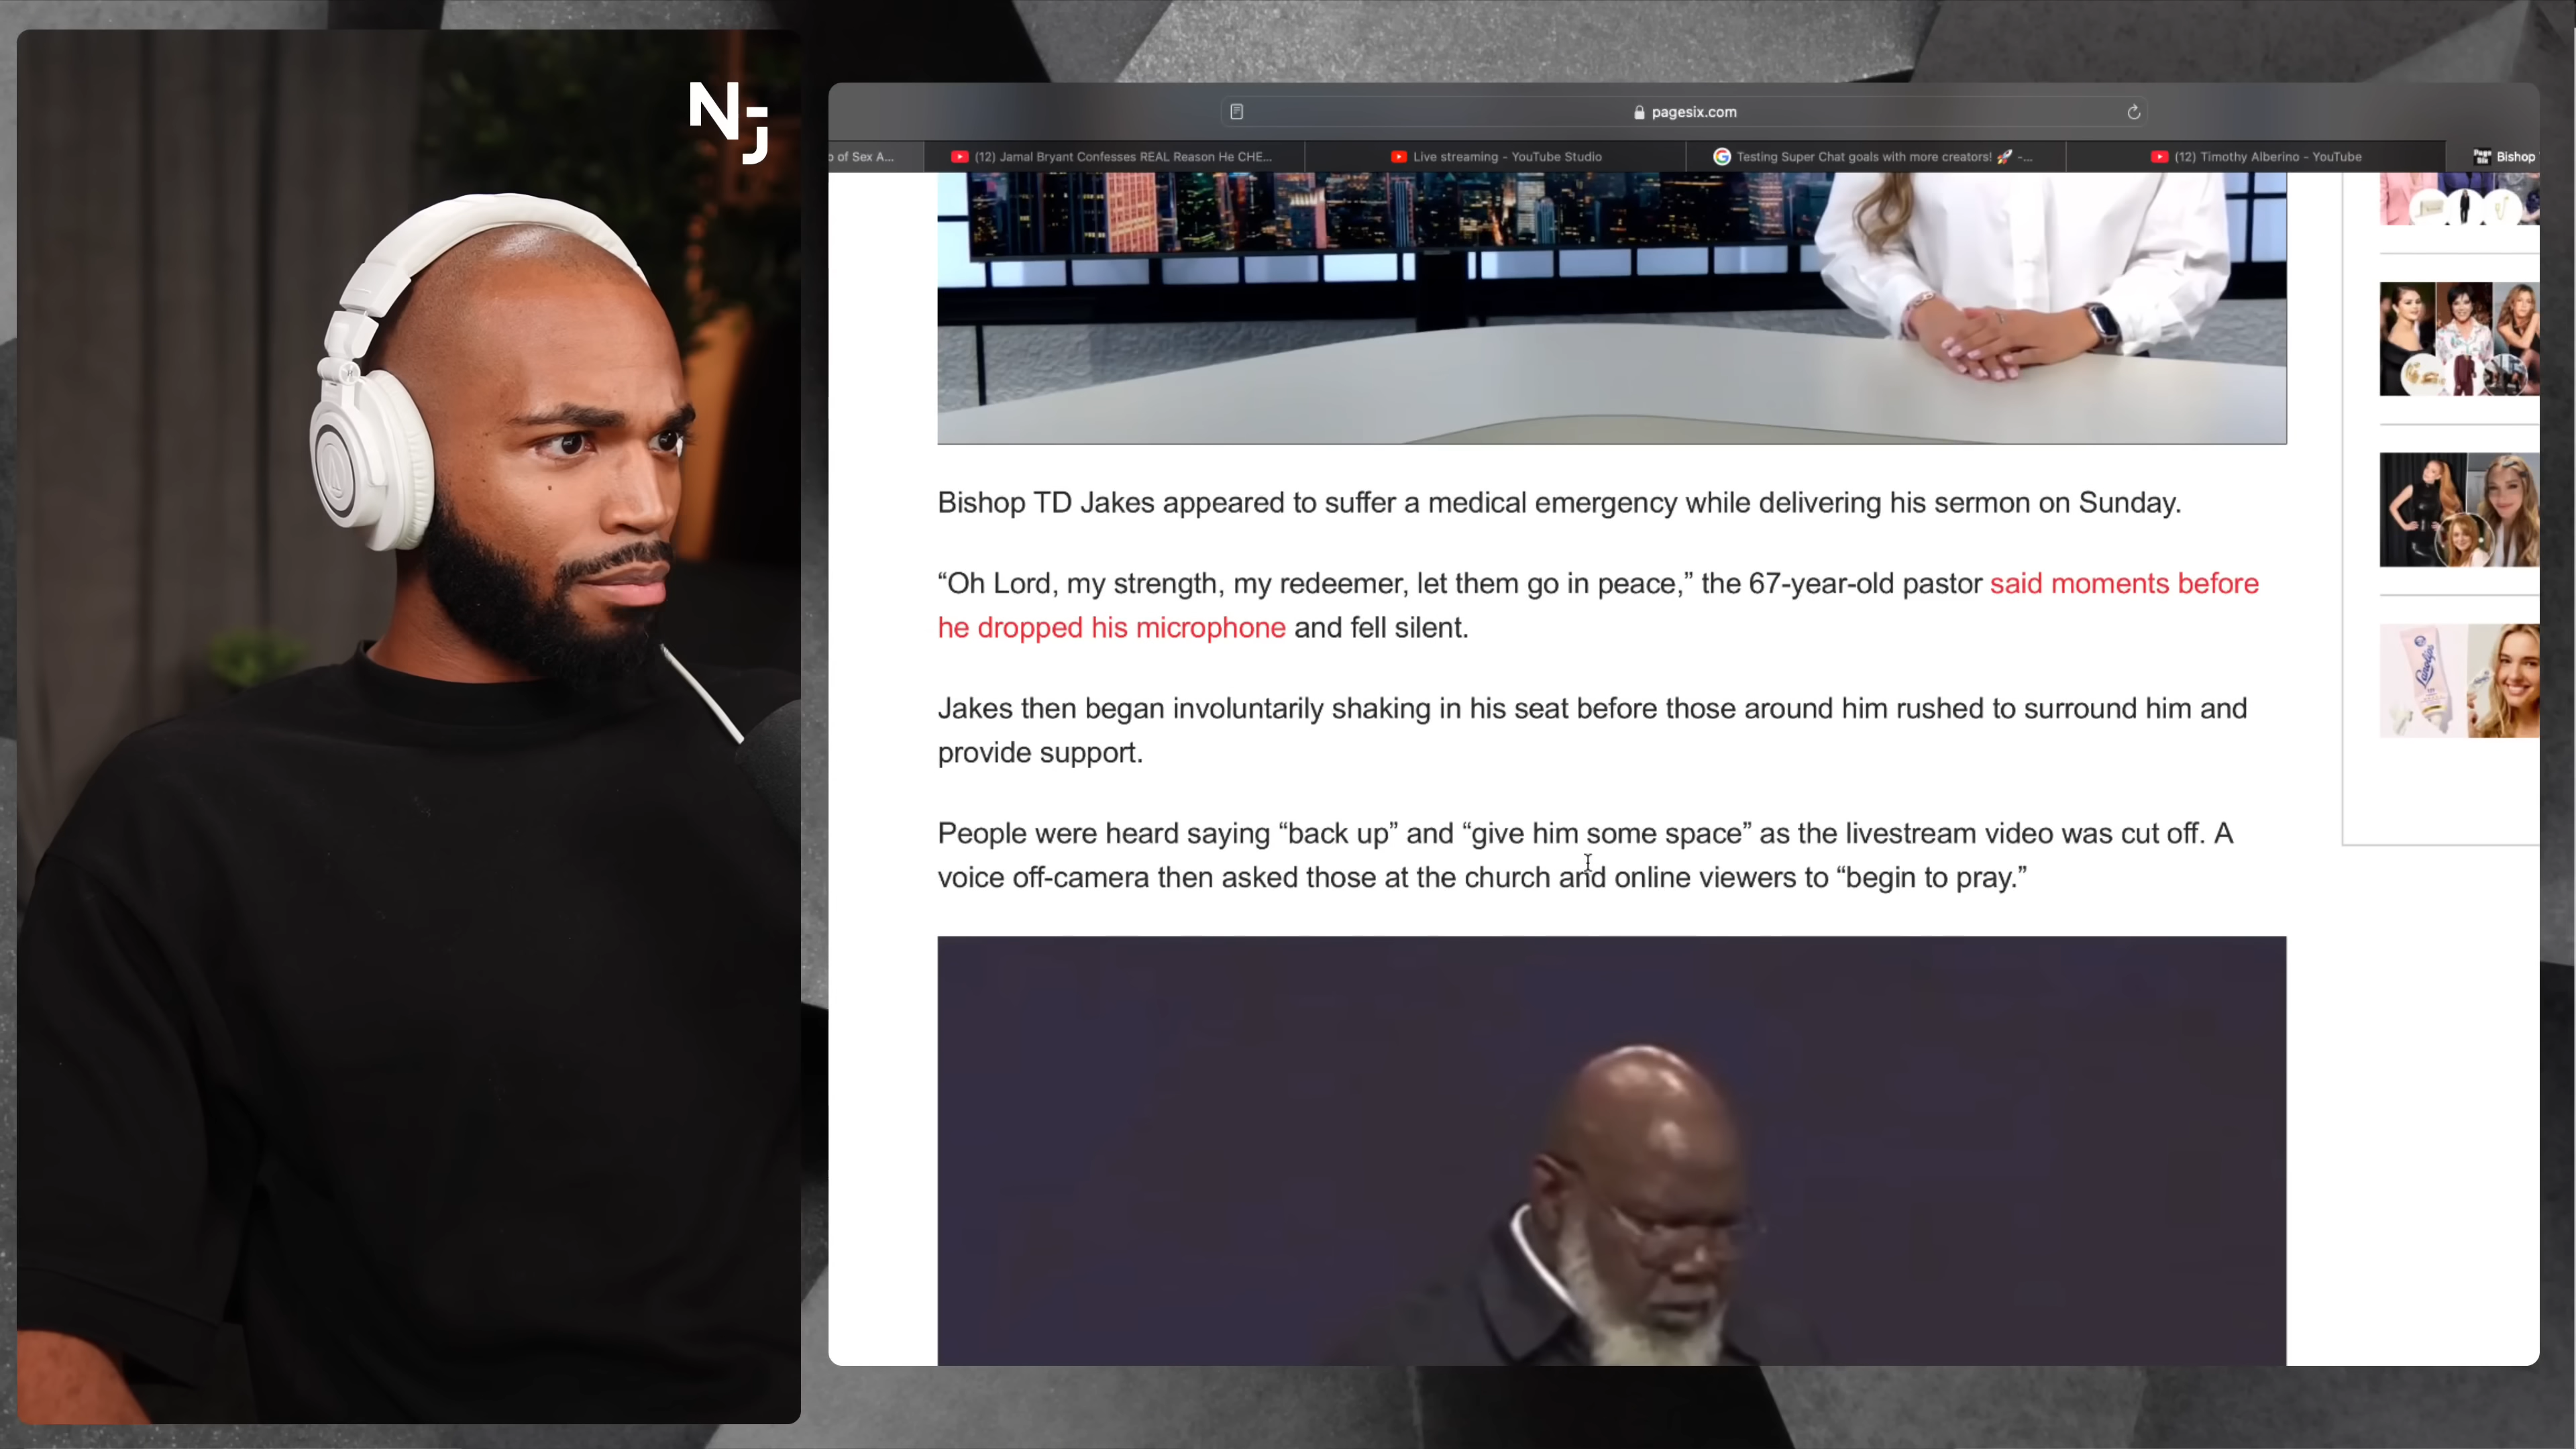 NJ
pagesix.com
o of Sex A...
(12) Jamal Bryant Confesses REAL Reason He CHE...
Live streaming - YouTube Studio
Testing Super Chat goals with more creators! 🚀 -...
(12) Timothy Alberino - YouTube
Page Six
Bishop
Bishop TD Jakes appeared to suffer a medical emergency while delivering his sermon on Sunday.
“Oh Lord, my strength, my redeemer, let them go in peace,” the 67-year-old pastor said moments before
he dropped his microphone and fell silent.
Jakes then began involuntarily shaking in his seat before those around him rushed to surround him and
provide support.
People were heard saying “back up” and “give him some space” as the livestream video was cut off. A
voice off-camera then asked those at the church and online viewers to “begin to pray.”
Lanolips